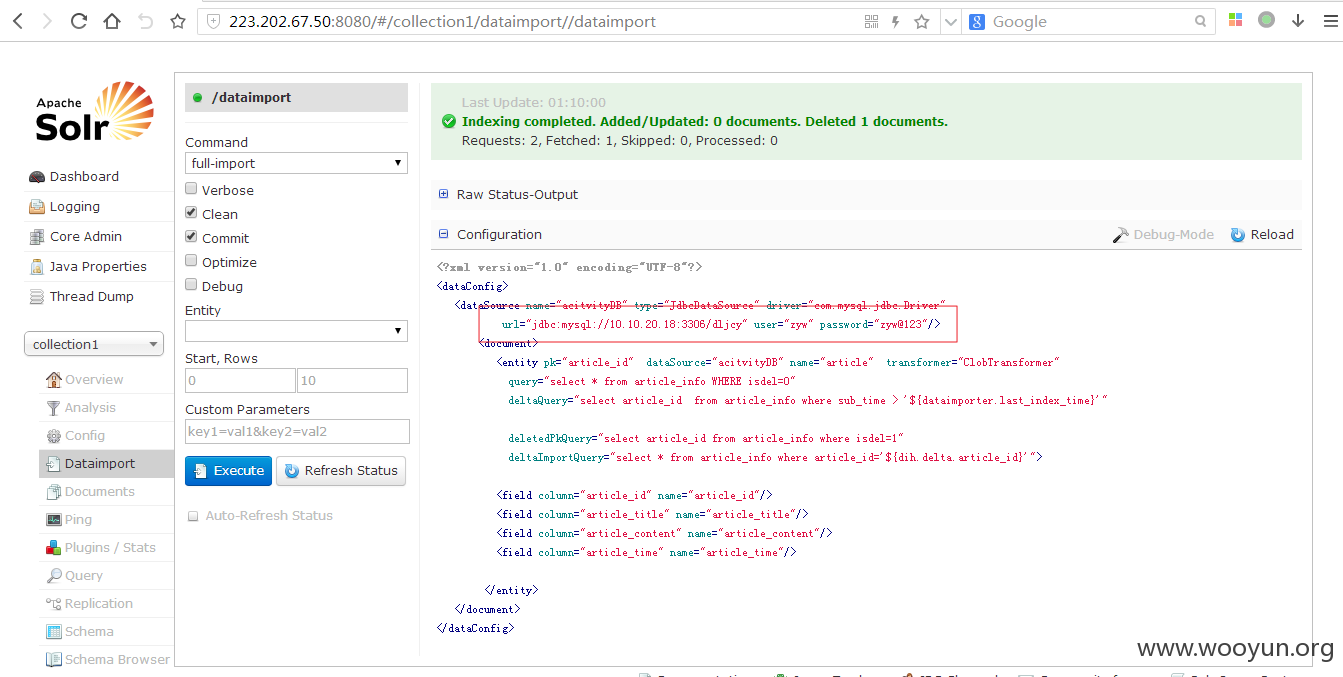 223.202.67.50:8080/#/collection1/dataimport//dataimport
Google
Apache
Solr
Dashboard
Logging
Core Admin
Java Properties
Thread Dump
collection1
Overview
Analysis
Config
Dataimport
Documents
Ping
Plugins / Stats
Query
Replication
Schema
Schema Browser
/dataimport
Command
full-import
Verbose
Clean
Commit
Optimize
Debug
Entity
Start, Rows
0
10
Custom Parameters
key1=val1&key2=val2
Execute
Refresh Status
Auto-Refresh Status
Last Update: 01:10:00
Indexing completed. Added/Updated: 0 documents. Deleted 1 documents.
Requests: 2, Fetched: 1, Skipped: 0, Processed: 0
Raw Status-Output
Configuration
Debug-Mode
Reload
<?xml version="1.0" encoding="UTF-8"?>
<dataConfig>
<dataSource name="acitvityDB" type="JdbcDataSource" driver="com.mysql.jdbc.Driver"
url="jdbc:mysql://10.10.20.18:3306/dljcy" user="zyw" password="zyw@123"/>
<document>
<entity pk="article_id" dataSource="acitvityDB" name="article" transformer="ClobTransformer"
query="select * from article_info WHERE isdel=0"
deltaQuery="select article_id from article_info where sub_time > '${dataimporter.last_index_time}'"
deletedPkQuery="select article_id from article_info where isdel=1"
deltaImportQuery="select * from article_info where article_id='${dih.delta.article_id}'">
<field column="article_id" name="article_id"/>
<field column="article_title" name="article_title"/>
<field column="article_content" name="article_content"/>
<field column="article_time" name="article_time"/>
</entity>
</document>
</dataConfig>
www.wooyun.org